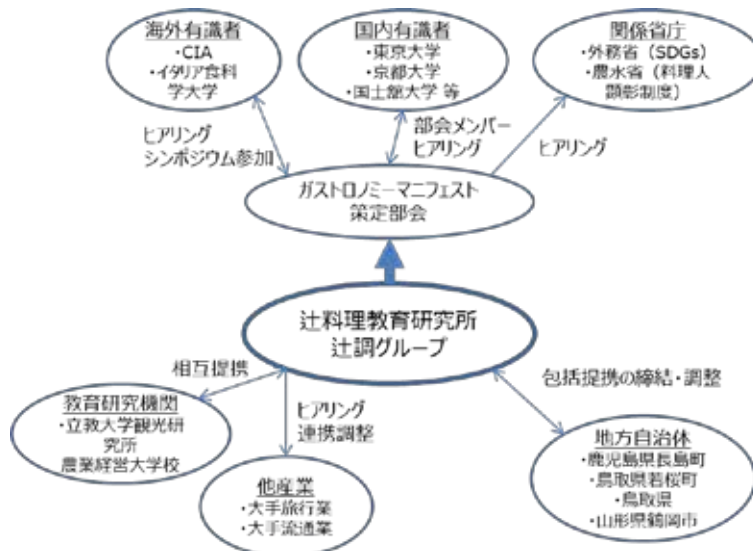 海外有識者
・CIA
・イタリア食科
学大学
国内有識者
・東京大学
・京都大学
・国士舘大学 等
関係省庁
・外務省（SDGs）
・農水省（料理人
顕彰制度）
ヒアリング
シンポジウム参加
部会メンバー
ヒアリング
ヒアリング
ガストロノミーマニフェスト
策定部会
辻料理教育研究所
辻調グループ
相互提携
包括提携の締結・調整
教育研究機関
・立教大学観光研
究所
農業経営大学校
ヒアリング
連携調整
他産業
・大手旅行業
・大手流通業
地方自治体
・鹿児島県長島町
・鳥取県若桜町
・鳥取県
・山形県鶴岡市